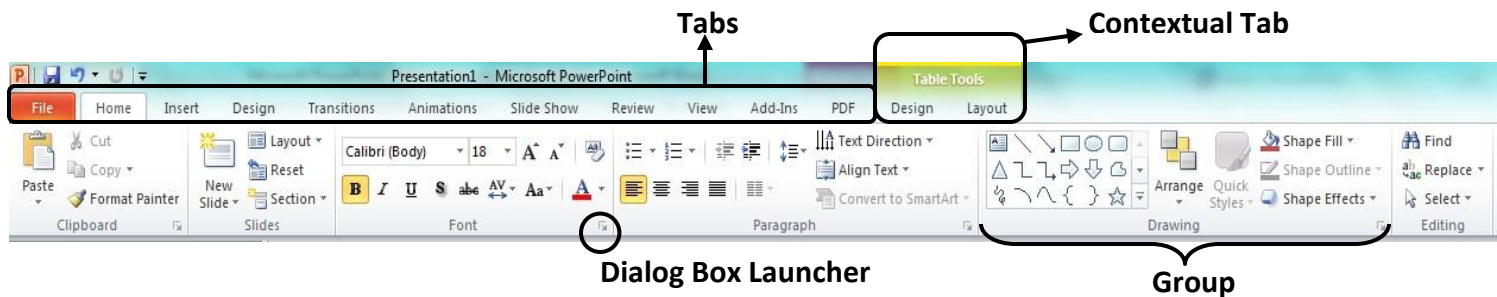 Tabs Contextual Tab
Presentation1 - Microsoft PowerPoint Table Tools
File Home Insert Design Transitions Animations Slide Show Review View Add-Ins PDF Design Layout
Cut Layout Calibri (Body) 18 A A Text Direction Shape Fill Find
Copy Reset Align Text Shape Outline Replace
Paste Format Painter New Slide Section B I U S abc AV Aa A Convert to SmartArt Arrange Quick Styles Shape Effects Select
Clipboard Slides Font Paragraph Drawing Editing
Dialog Box Launcher Group